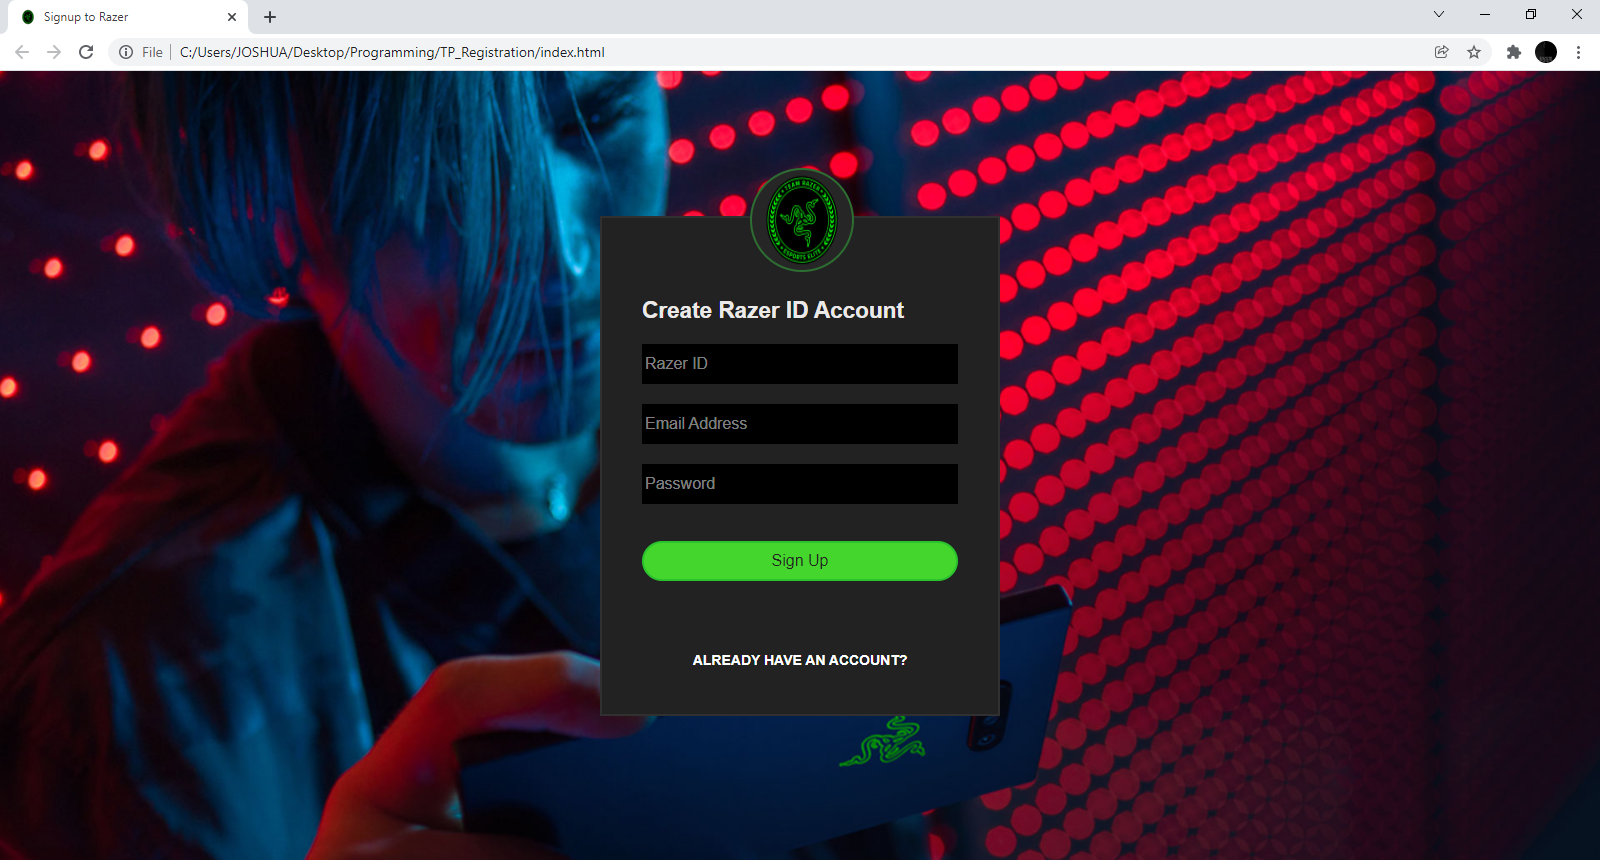 Signup to Razer
File
C:/Users/JOSHUA/Desktop/Programming/TP_Registration/index.html
TEAM RAZER
ESPORTS ELITE
Create Razer ID Account
Razer ID
Email Address
Password
Sign Up
ALREADY HAVE AN ACCOUNT?